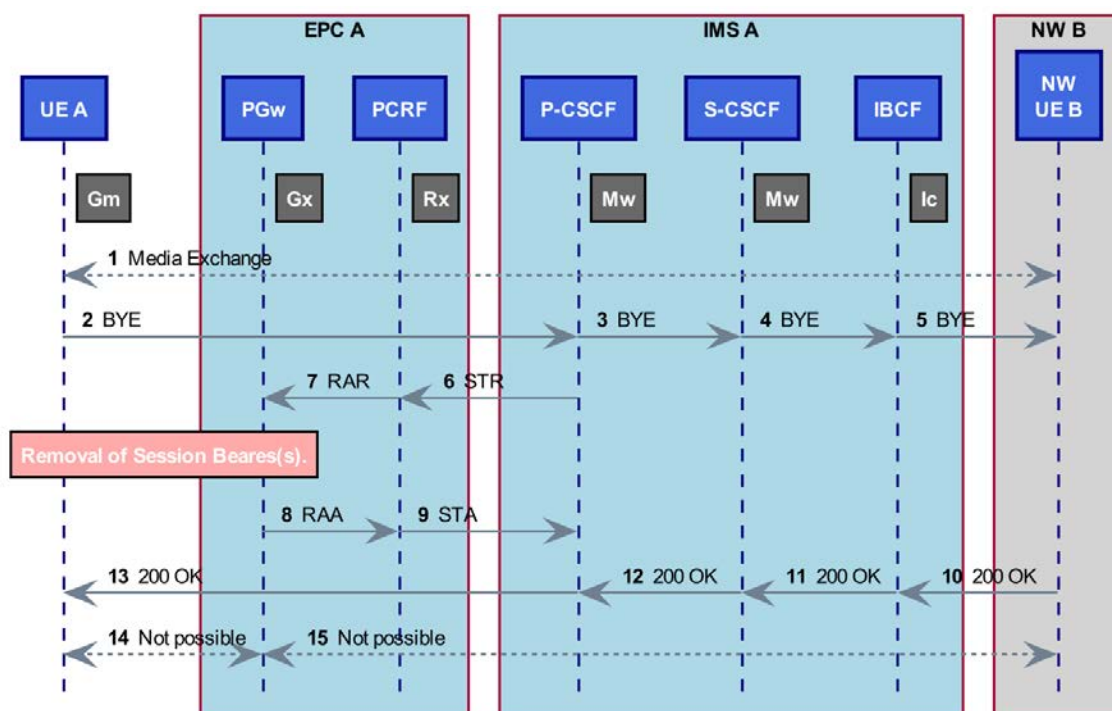 EPC A
IMS A
NW B
UE A
PGw
PCRF
P-CSCF
S-CSCF
IBCF
NW
UE B
Gm
Gx
Rx
Mw
Mw
Ic
1 Media Exchange
2 BYE
3 BYE
4 BYE
5 BYE
7 RAR
6 STR
Removal of Session Beares(s).
8 RAA
9 STA
13 200 OK
12 200 OK
11 200 OK
10 200 OK
14 Not possible
15 Not possible